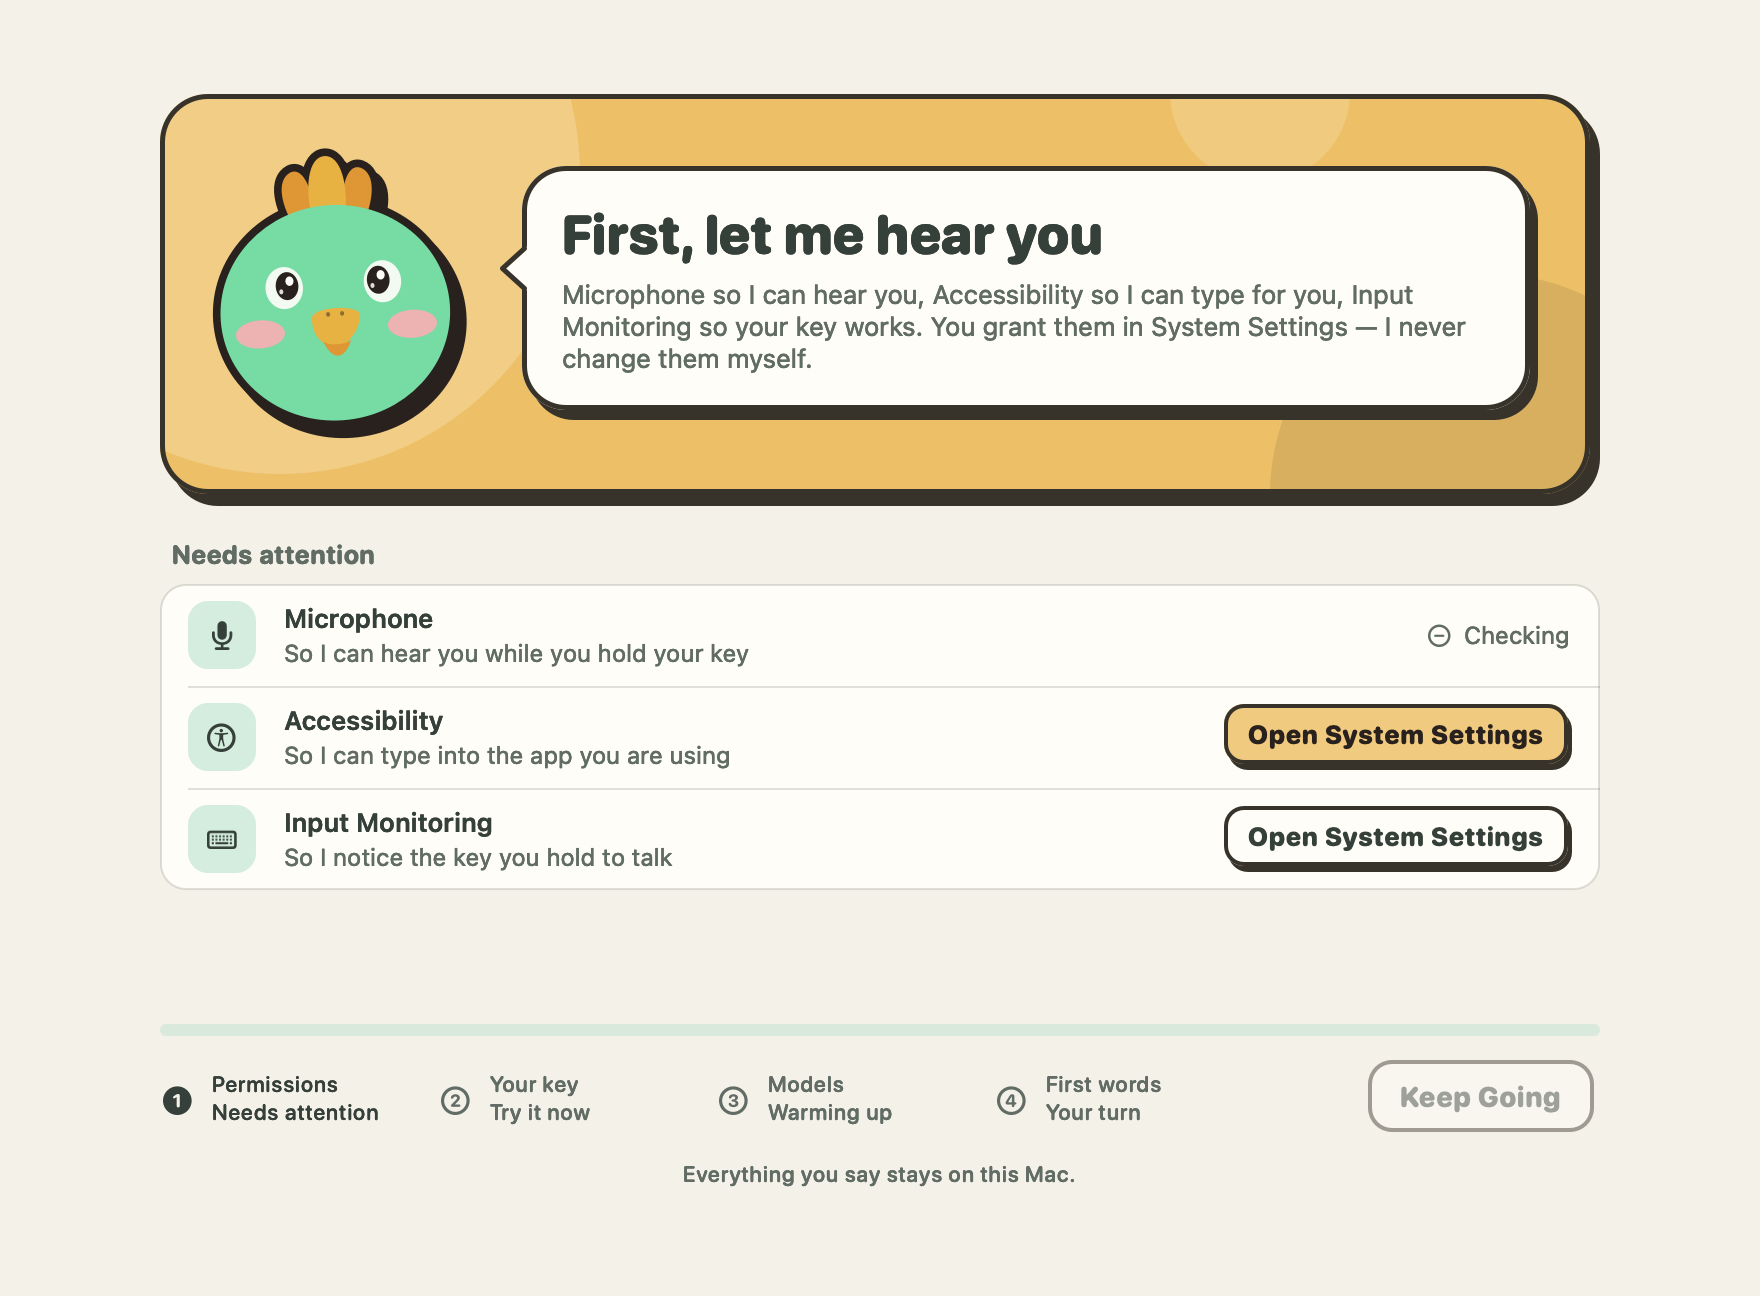 First, let me hear you
Microphone so I can hear you, Accessibility so I can type for you, Input
Monitoring so your key works. You grant them in System Settings — I never
change them myself.
Needs attention
Microphone
So I can hear you while you hold your key
Checking
Accessibility
So I can type into the app you are using
Open System Settings
Input Monitoring
So I notice the key you hold to talk
Open System Settings
1
Permissions
Needs attention
2
Your key
Try it now
3
Models
Warming up
4
First words
Your turn
Keep Going
Everything you say stays on this Mac.